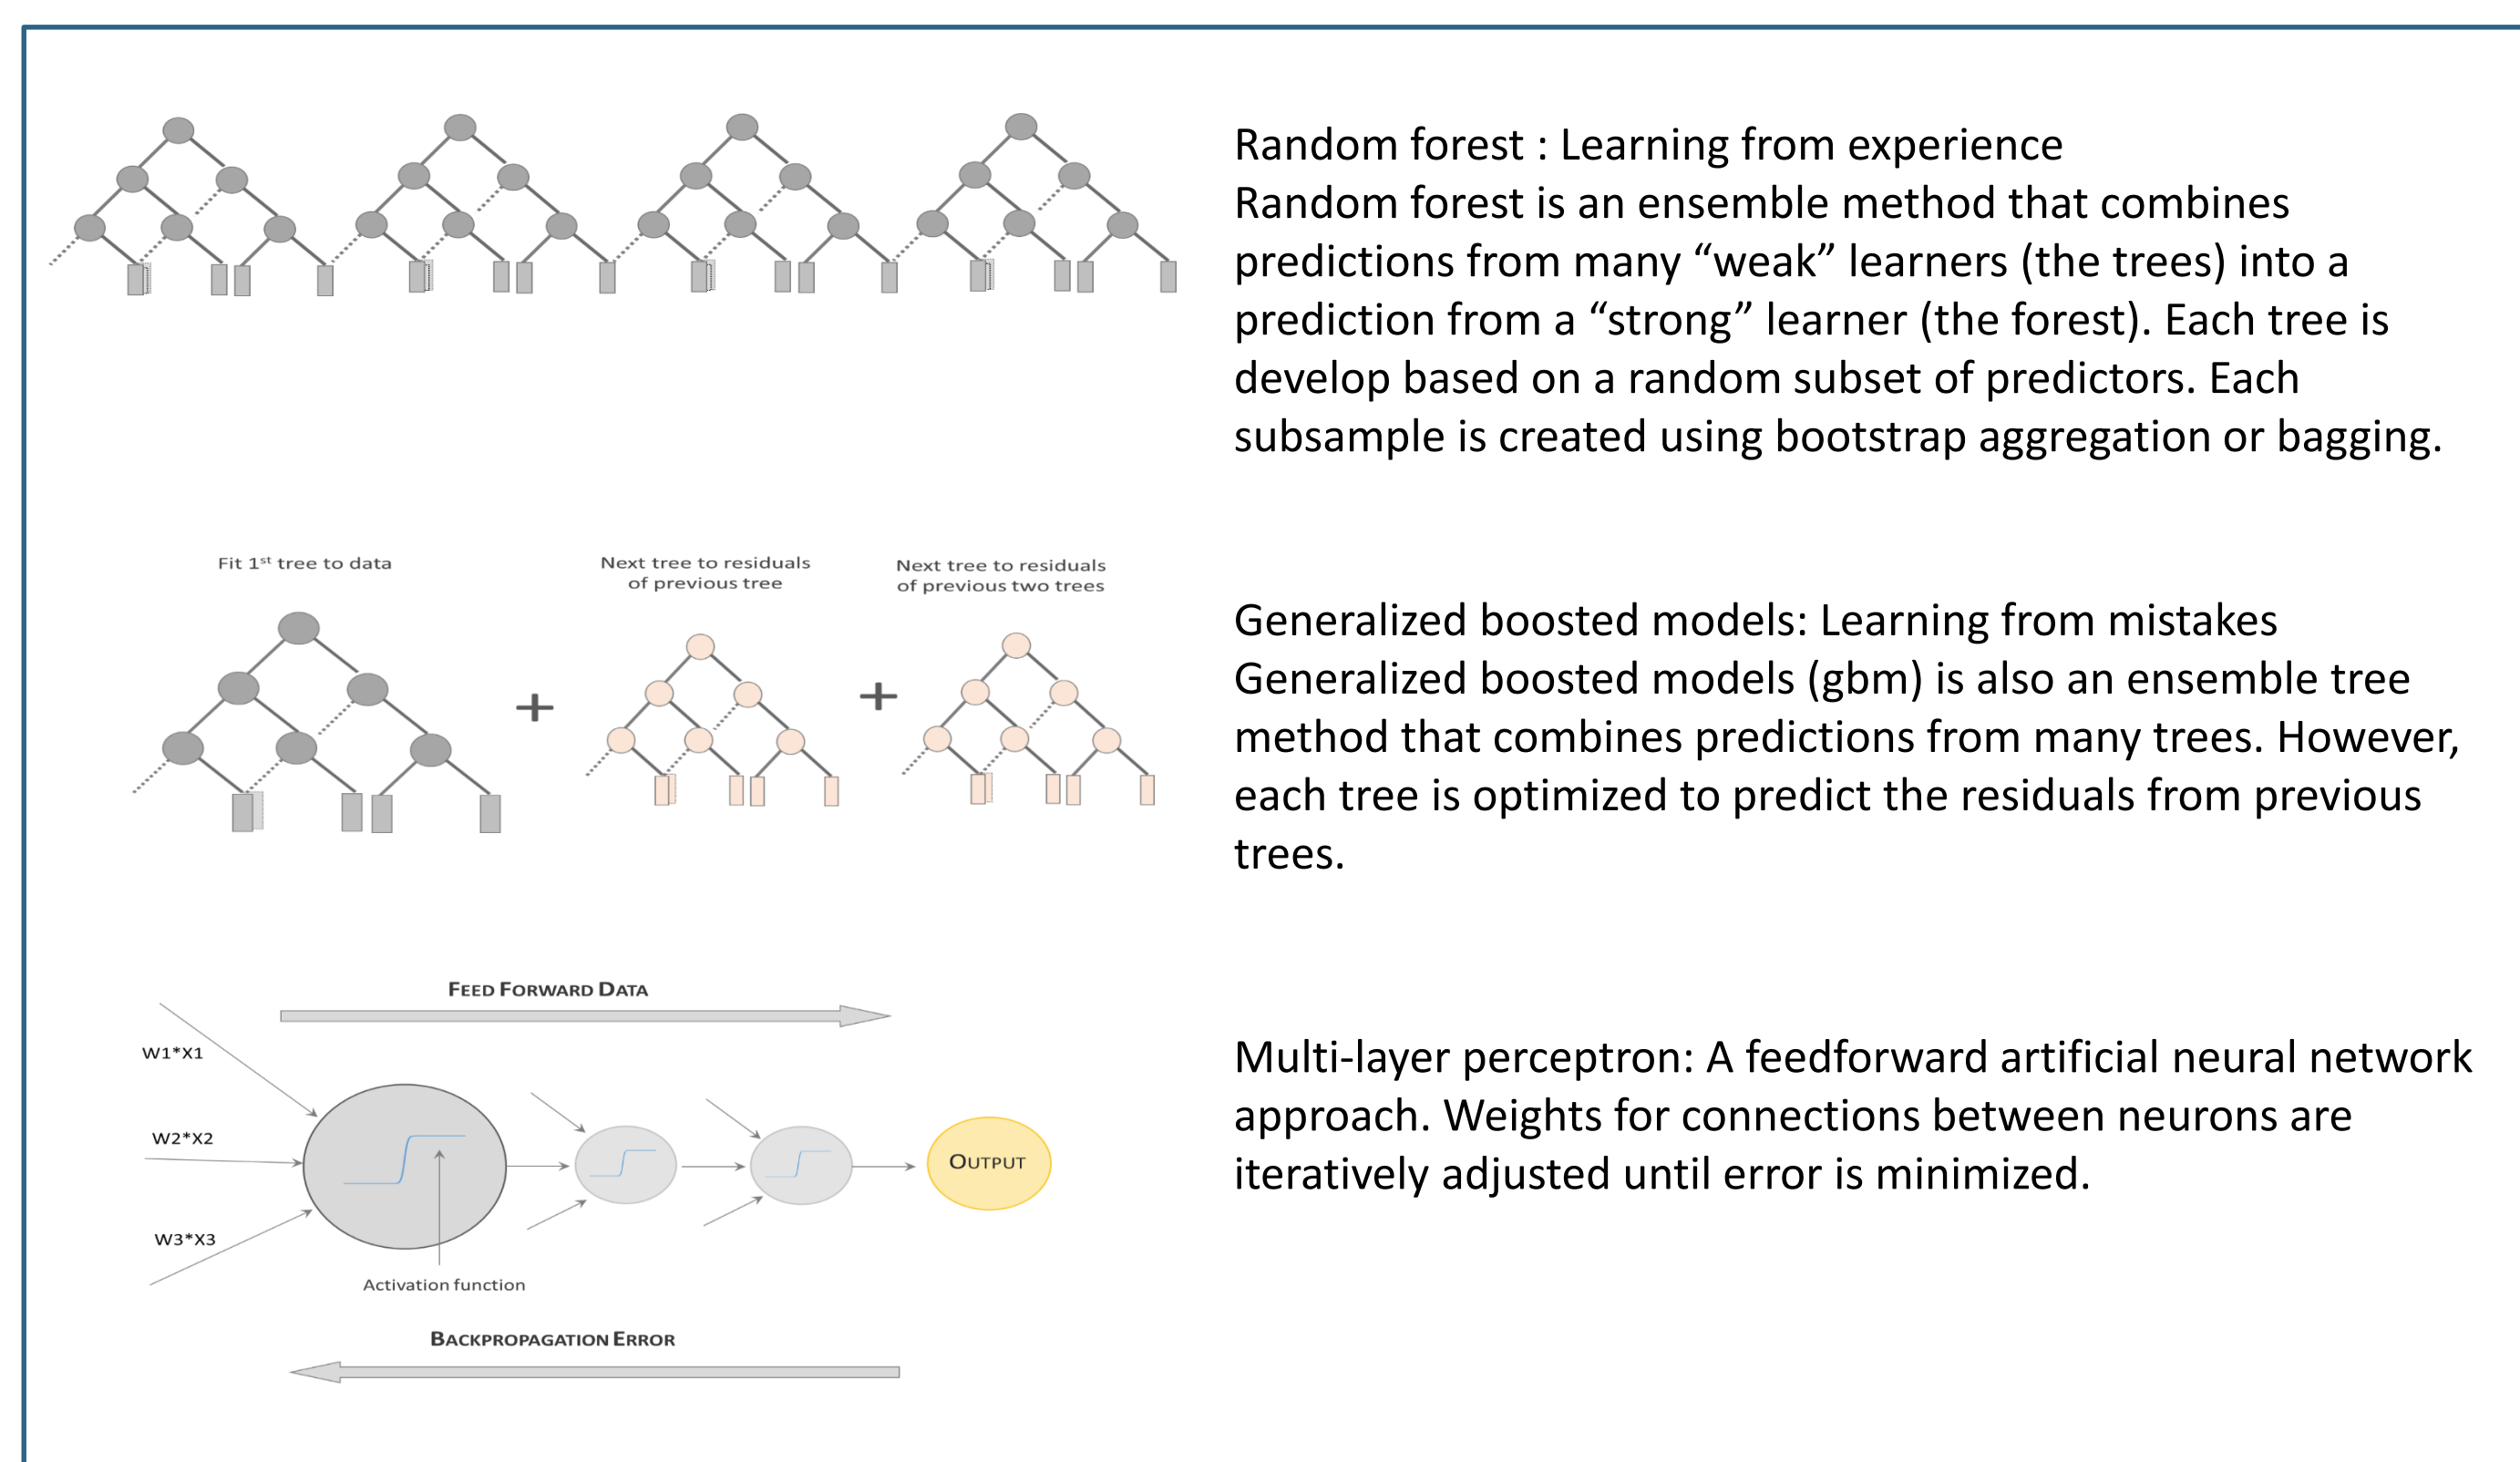 Random forest : Learning from experience
Random forest is an ensemble method that combines
predictions from many “weak” learners (the trees) into a
prediction from a “strong” learner (the forest). Each tree is
develop based on a random subset of predictors. Each
subsample is created using bootstrap aggregation or bagging.
Fit 1st tree to data
Next tree to residuals
of previous tree
Next tree to residuals
of previous two trees
+
+
Generalized boosted models: Learning from mistakes
Generalized boosted models (gbm) is also an ensemble tree
method that combines predictions from many trees. However,
each tree is optimized to predict the residuals from previous
trees.
FEED FORWARD DATA
W1*X1
W2*X2
W3*X3
OUTPUT
Activation function
BACKPROPAGATION ERROR
Multi-layer perceptron: A feedforward artificial neural network
approach. Weights for connections between neurons are
iteratively adjusted until error is minimized.